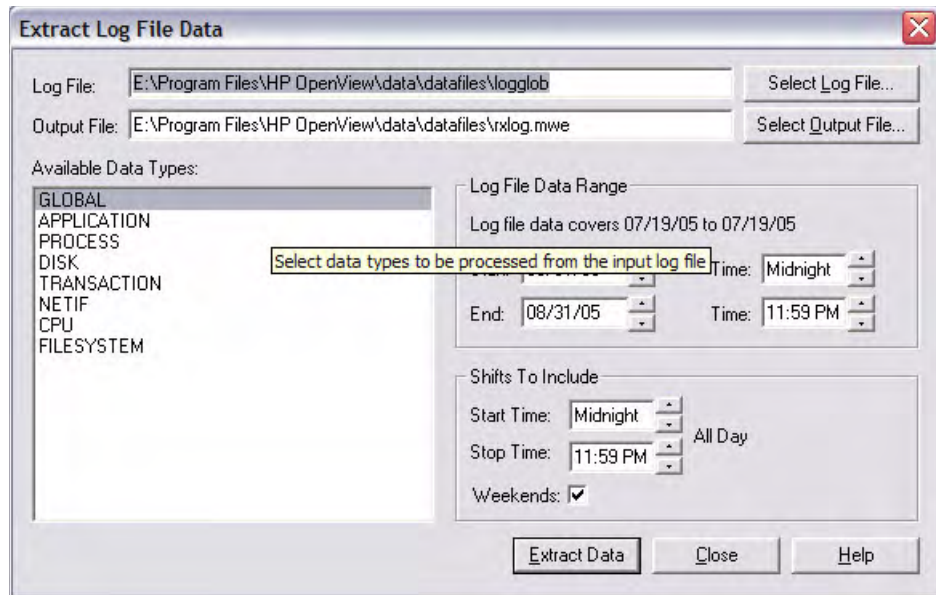 Extract Log File Data
Log File: E:\Program Files\HP OpenView\data\datafiles\logglob Select Log File...
Output File: E:\Program Files\HP OpenView\data\datafiles\rxlog.mwe Select Output File...
Available Data Types:
GLOBAL
APPLICATION
PROCESS
DISK
TRANSACTION
NETIF
CPU
FILESYSTEM
Select data types to be processed from the input log file
Log File Data Range
Log file data covers 07/19/05 to 07/19/05
Time: Midnight
End: 08/31/05 Time: 11:59 PM
Shifts To Include
Start Time: Midnight
All Day
Stop Time: 11:59 PM
Weekends:
Extract Data Close Help